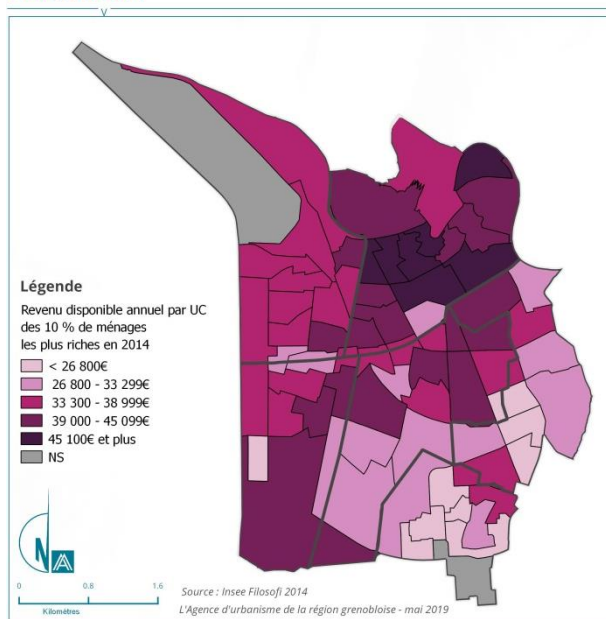 Légende
Revenu disponible annuel par UC
des 10 % de ménages
les plus riches en 2014
< 26 800€
26 800 - 33 299€
33 300 - 38 999€
39 000 - 45 099€
45 100€ et plus
NS
N
0 0.8 1.6
Kilomètres
Source : Insee Filosofi 2014
L'Agence d'urbanisme de la région grenobloise - mai 2019